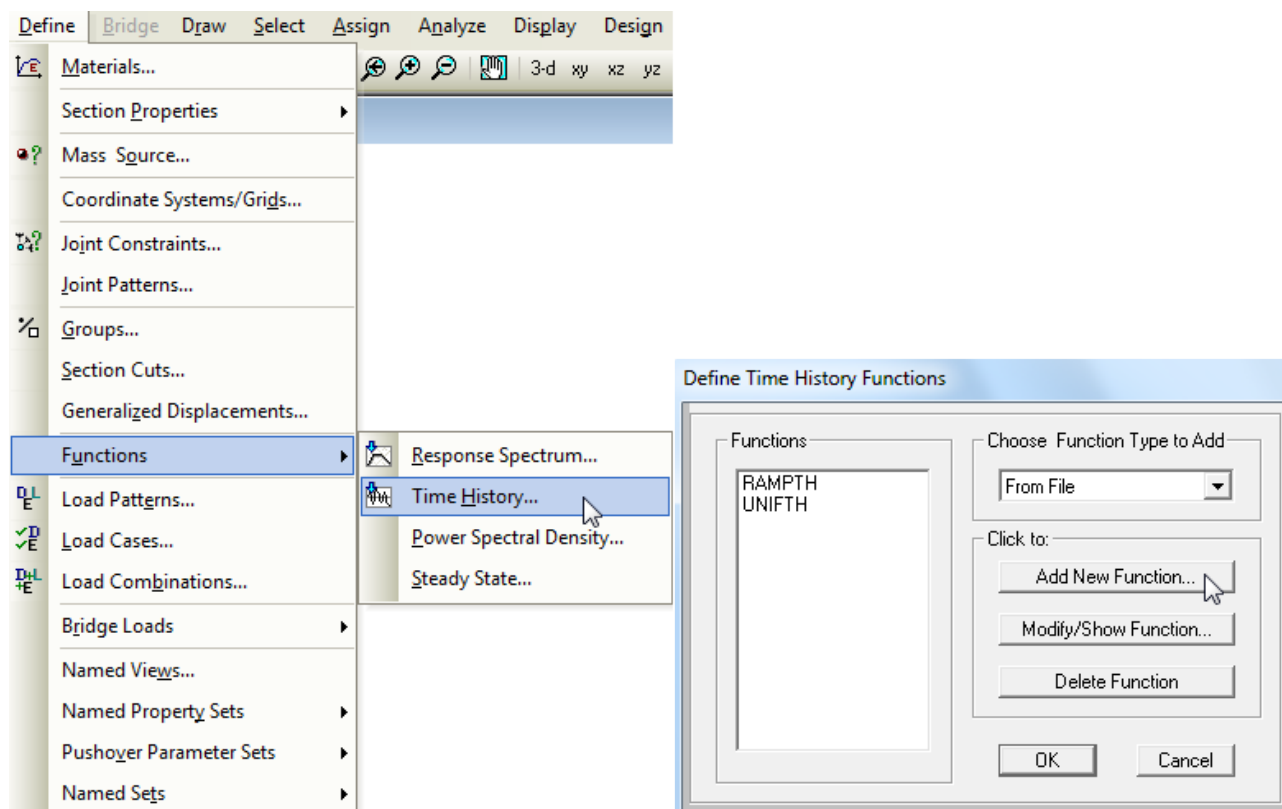 Define Bridge Draw Select Assign Analyze Display Design
Materials... 3-d xy xz yz
Section Properties
Mass Source...
Coordinate Systems/Grids...
Joint Constraints...
Joint Patterns...
Groups...
Section Cuts...
Generalized Displacements...
Functions
Response Spectrum...
Time History...
Power Spectral Density...
Steady State...
Load Patterns...
Load Cases...
Load Combinations...
Bridge Loads
Named Views...
Named Property Sets
Pushover Parameter Sets
Named Sets
Define Time History Functions
Functions
RAMPTH
UNIFTH
Choose Function Type to Add
From File
Click to:
Add New Function...
Modify/Show Function...
Delete Function
OK Cancel